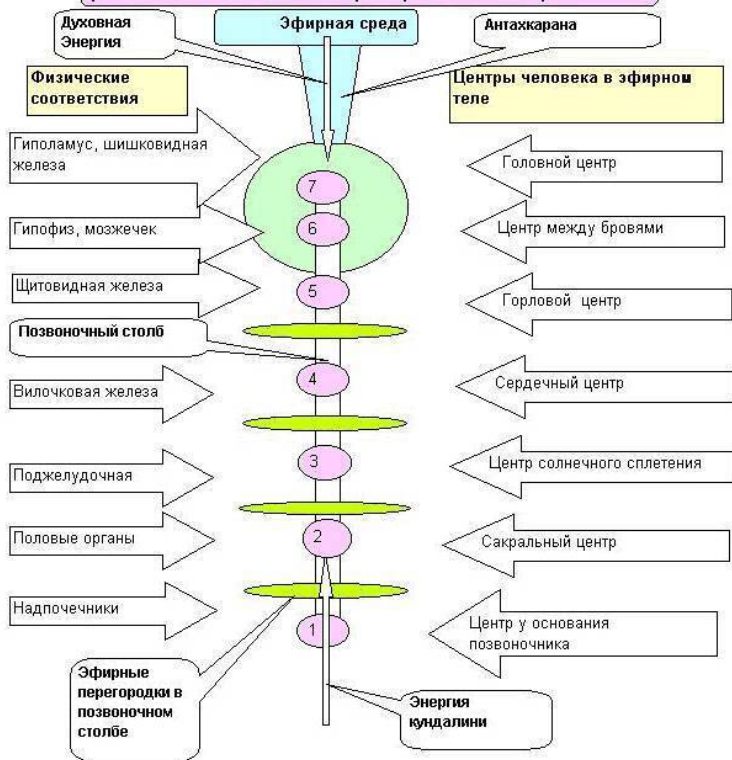 Духовная
Энергия
Эфирная среда
Антахкарана
Физические
соответствия
Центры человека в эфирном
теле
Гиполамус, шишковидная
железа
7
Головной центр
Гипофиз, мозжечек
6
Центр между бровями
Щитовидная железа
5
Горловой центр
Позвоночный столб
Вилочковая железа
4
Сердечный центр
Поджелудочная
3
Центр солнечного сплетения
Половые органы
2
Сакральный центр
Надпочечники
1
Центр у основания
позвоночника
Эфирные
перегородки в
позвоночном
столбе
Энергия
кундалини